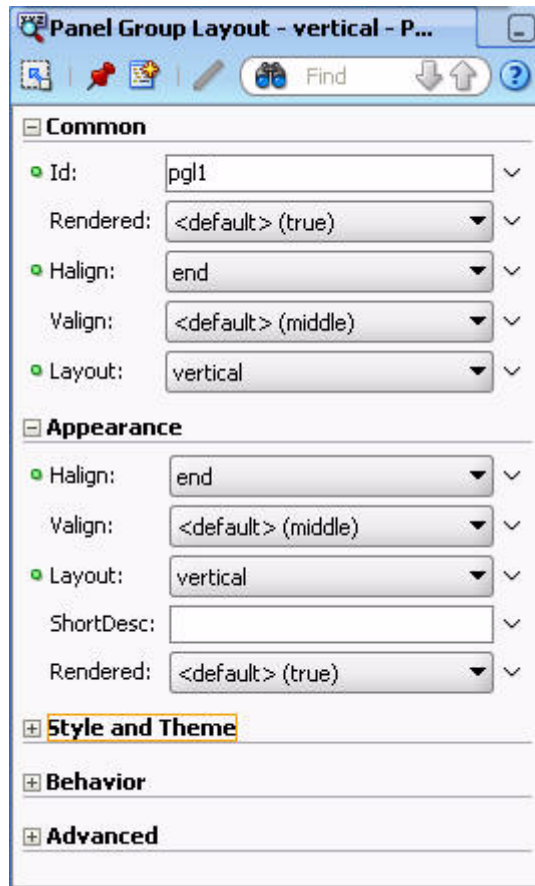 Panel Group Layout - vertical - P...
Find
Common
Id: pgl1
Rendered: <default> (true)
Halign: end
Valign: <default> (middle)
Layout: vertical
Appearance
Halign: end
Valign: <default> (middle)
Layout: vertical
ShortDesc:
Rendered: <default> (true)
Style and Theme
Behavior
Advanced